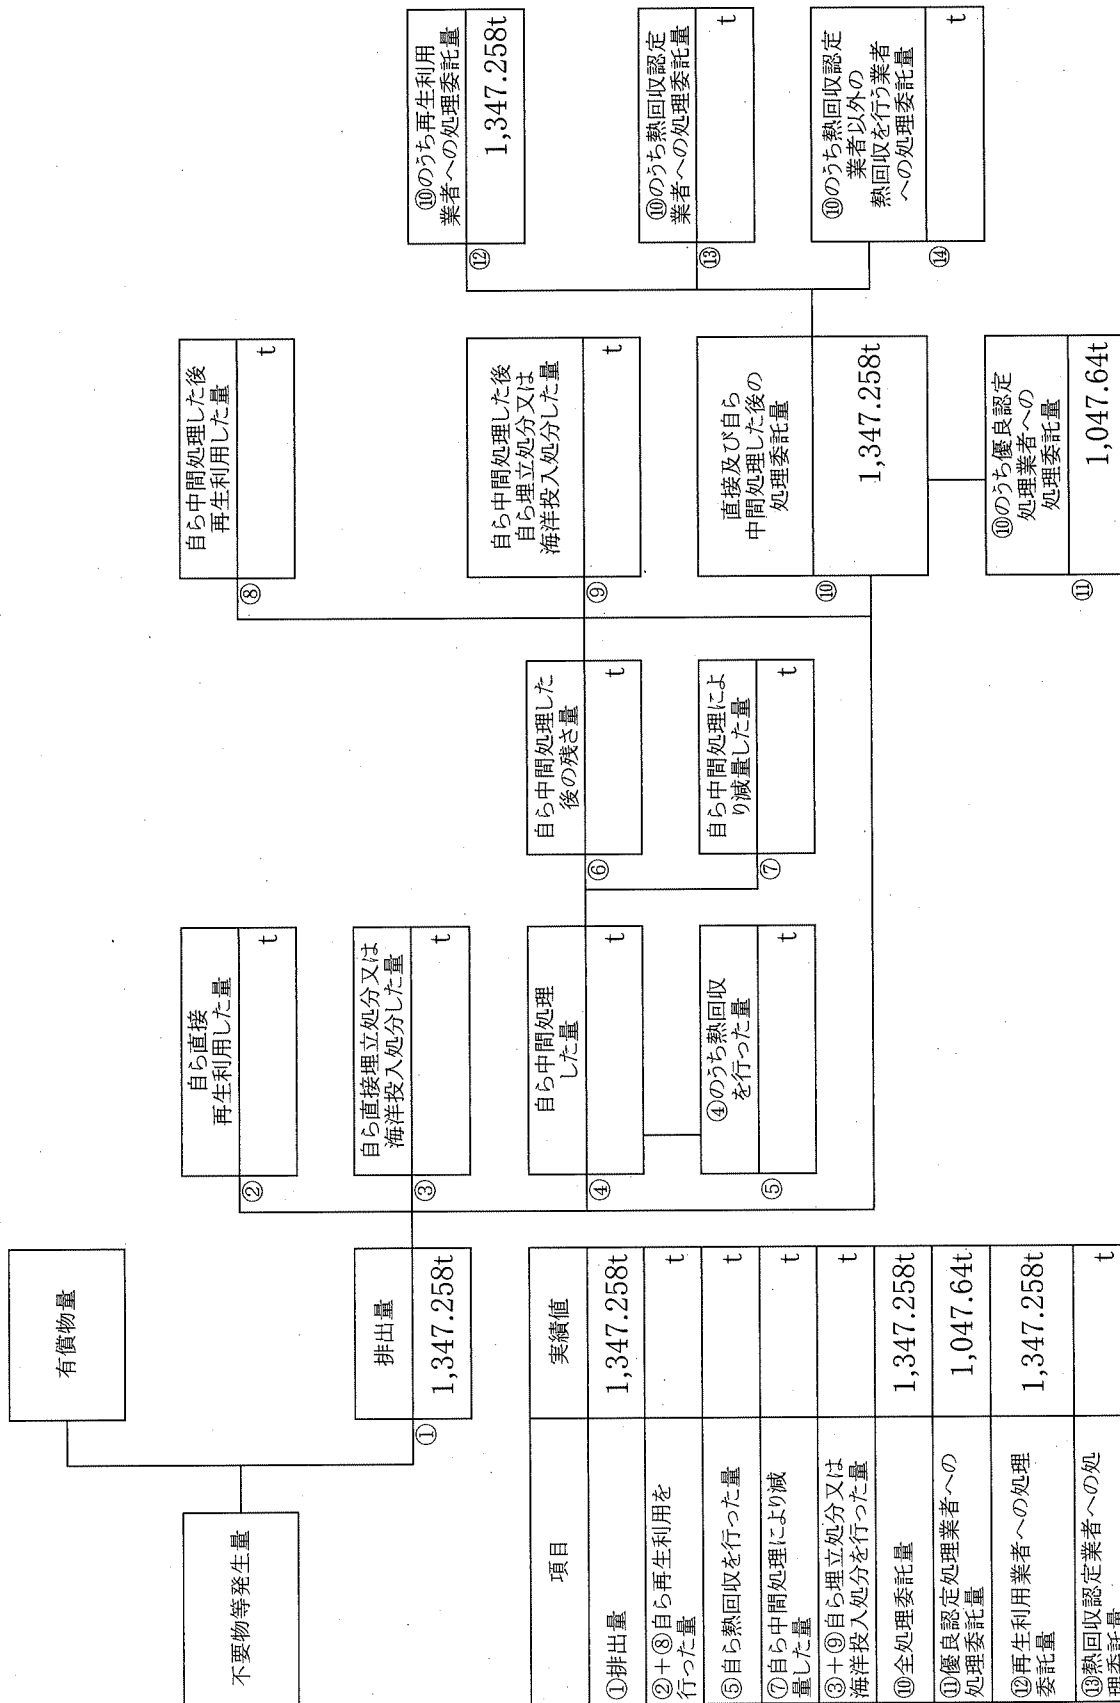 不要物等発生量
有償物量
排出量
① 1,347.258t
自ら直接
再生利用した量
② t
自ら直接埋立処分又は
海洋投入処分した量
③ t
自ら中間処理
した量
④ t
④のうち熱回収
を行った量
⑤ t
自ら中間処理した
後の残さ量
⑥ t
自ら中間処理によ
り減量した量
⑦ t
自ら中間処理した後
再生利用した量
⑧ t
自ら中間処理した後
自ら埋立処分又は
海洋投入処分した量
⑨ t
直接及び自ら
中間処理した後の
処理委託量
⑩ 1,347.258t
⑩のうち優良認定
処理業者への
処理委託量
⑪ 1,047.64t
⑩のうち再生利用
業者への処理委託量
⑫ 1,347.258t
⑩のうち熱回収認定
業者への処理委託量
⑬ t
⑩のうち熱回収認定
業者以外の
熱回収を行う業者
への処理委託量
⑭ t
項目 実績値
①排出量 1,347.258t
②+⑧自ら再生利用を
行った量 t
⑤自ら熱回収を行った量 t
⑦自ら中間処理により減
量した量 t
③+⑨自ら埋立処分又は
海洋投入処分を行った量 t
⑩全処理委託量 1,347.258t
⑪優良認定処理業者への
処理委託量 1,047.64t
⑫再生利用業者への処理
委託量 1,347.258t
⑬熱回収認定業者への処
理委託量 t